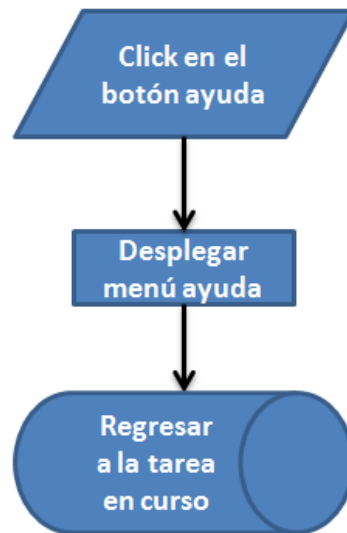 Click en el
botón ayuda
Desplegar
menú ayuda
Regresar
a la tarea
en curso